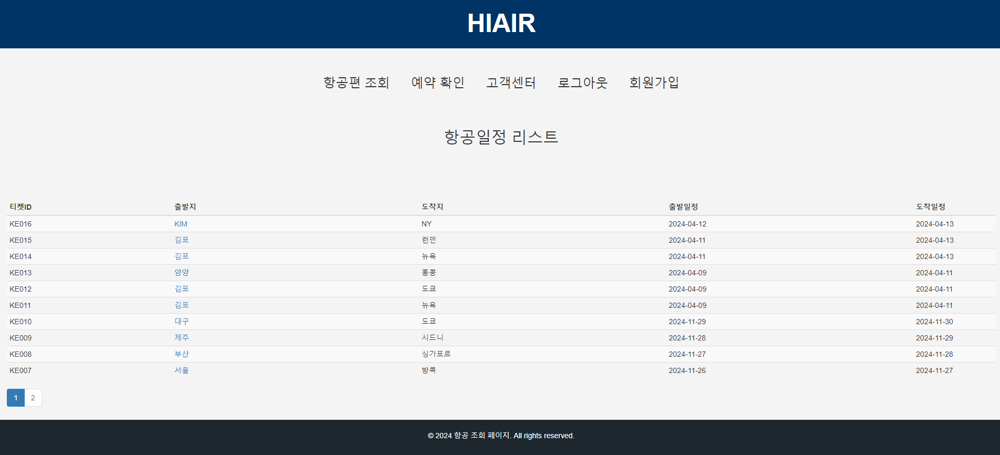 HIAIR
항공편 조회 예약 확인 고객센터 로그아웃 회원가입
항공일정 리스트
티켓ID 출발지 도착지 출발일정 도착일정
KE016 KIM NY 2024-04-12 2024-04-13
KE015 김포 런던 2024-04-11 2024-04-13
KE014 김포 뉴욕 2024-04-11 2024-04-13
KE013 양양 홍콩 2024-04-09 2024-04-11
KE012 김포 도쿄 2024-04-09 2024-04-11
KE011 김포 뉴욕 2024-04-09 2024-04-11
KE010 대구 도쿄 2024-11-29 2024-11-30
KE009 제주 시드니 2024-11-28 2024-11-29
KE008 부산 싱가포르 2024-11-27 2024-11-28
KE007 서울 방콕 2024-11-26 2024-11-27
1 2
© 2024 항공 조회 페이지. All rights reserved.